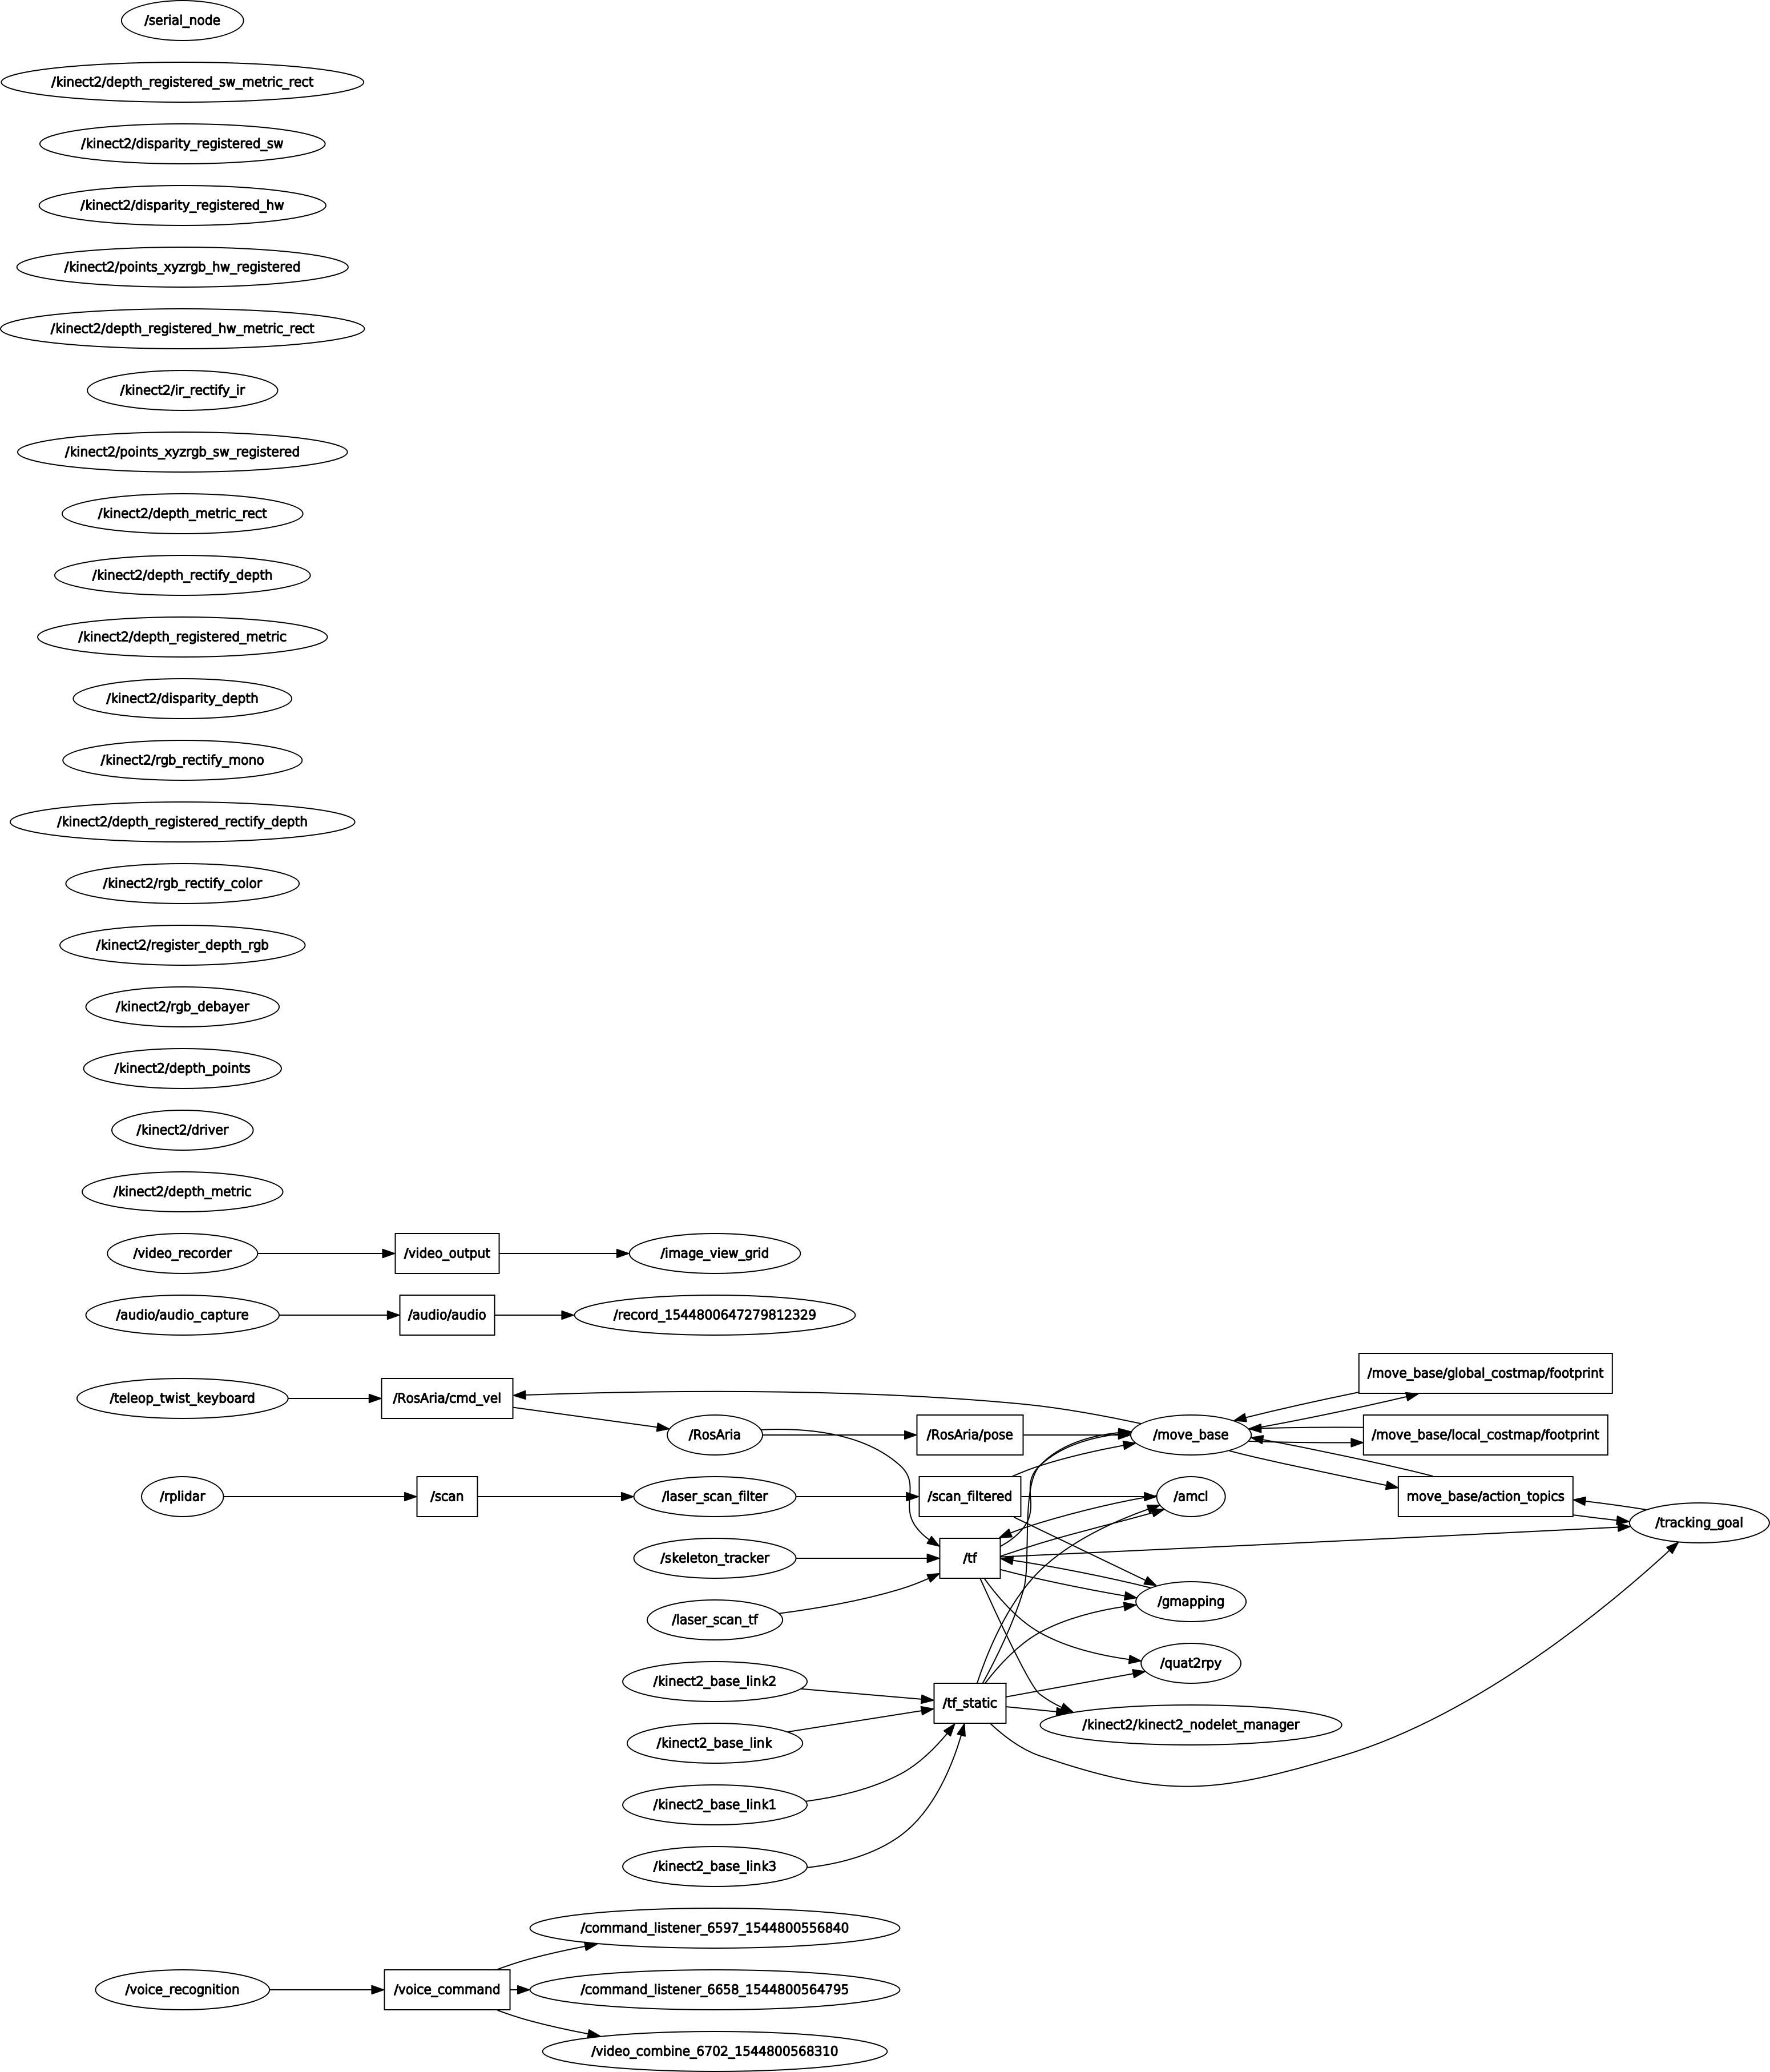 /serial_node
/kinect2/depth_registered_sw_metric_rect
/kinect2/disparity_registered_sw
/kinect2/disparity_registered_hw
/kinect2/points_xyzrgb_hw_registered
/kinect2/depth_registered_hw_metric_rect
/kinect2/ir_rectify_ir
/kinect2/points_xyzrgb_sw_registered
/kinect2/depth_metric_rect
/kinect2/depth_rectify_depth
/kinect2/depth_registered_metric
/kinect2/disparity_depth
/kinect2/rgb_rectify_mono
/kinect2/depth_registered_rectify_depth
/kinect2/rgb_rectify_color
/kinect2/register_depth_rgb
/kinect2/rgb_debayer
/kinect2/depth_points
/kinect2/driver
/kinect2/depth_metric
/video_recorder
/video_output
/image_view_grid
/audio/audio_capture
/audio/audio
/record_1544800647279812329
/move_base/global_costmap/footprint
/teleop_twist_keyboard
/RosAria/cmd_vel
/RosAria
/RosAria/pose
/move_base
/move_base/local_costmap/footprint
/rplidar
/scan
/laser_scan_filter
/scan_filtered
/amcl
move_base/action_topics
/tracking_goal
/skeleton_tracker
/tf
/gmapping
/laser_scan_tf
/quat2rpy
/kinect2_base_link2
/tf_static
/kinect2/kinect2_nodelet_manager
/kinect2_base_link
/kinect2_base_link1
/kinect2_base_link3
/command_listener_6597_1544800556840
/voice_recognition
/voice_command
/command_listener_6658_1544800564795
/video_combine_6702_1544800568310